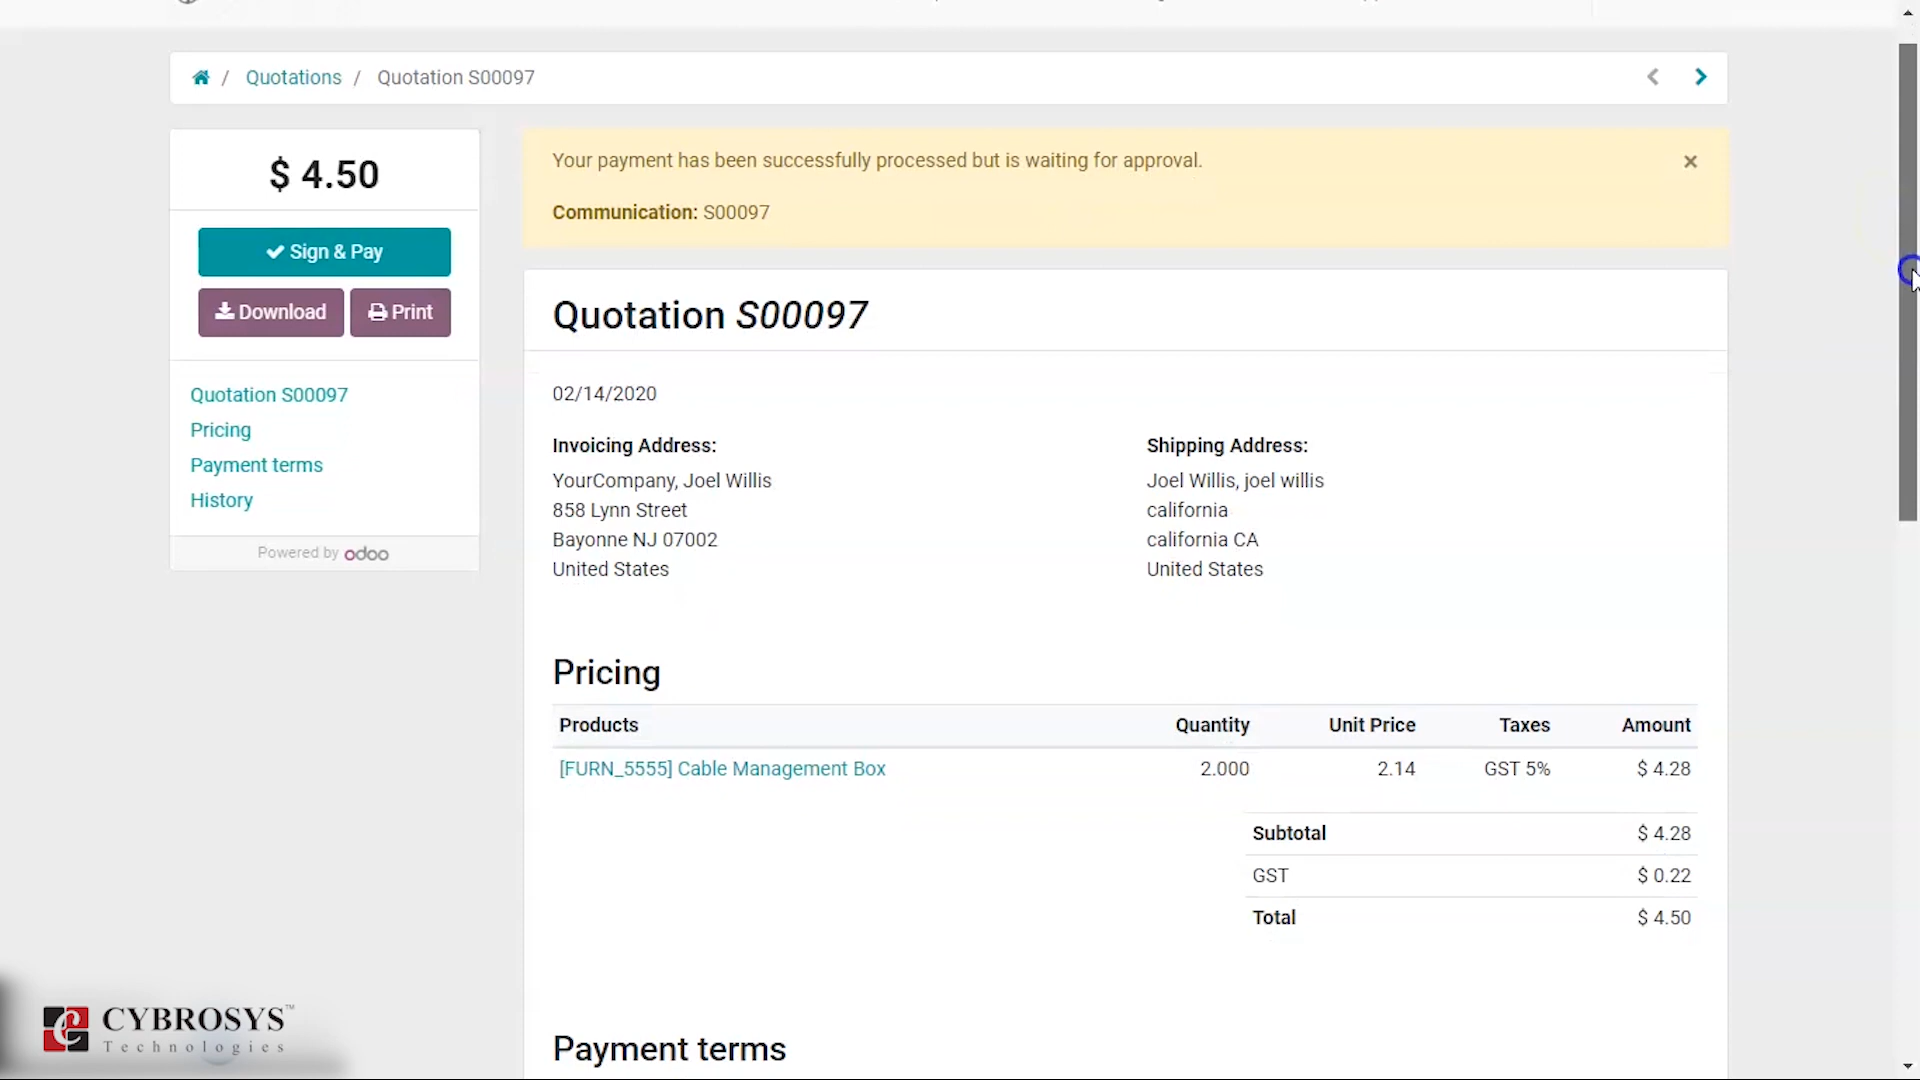 / Quotations / Quotation S00097
$ 4.50
Sign & Pay
Download Print
Quotation S00097
Pricing
Payment terms
History
Powered by odoo
Your payment has been successfully processed but is waiting for approval. ×
Communication: S00097
Quotation S00097
02/14/2020
Invoicing Address:
YourCompany, Joel Willis
858 Lynn Street
Bayonne NJ 07002
United States
Shipping Address:
Joel Willis, joel willis
california
california CA
United States
Pricing
Products Quantity Unit Price Taxes Amount
[FURN_5555] Cable Management Box 2.000 2.14 GST 5% $ 4.28
Subtotal $ 4.28
GST $ 0.22
Total $ 4.50
Payment terms
CYBROSYS™
Technologies